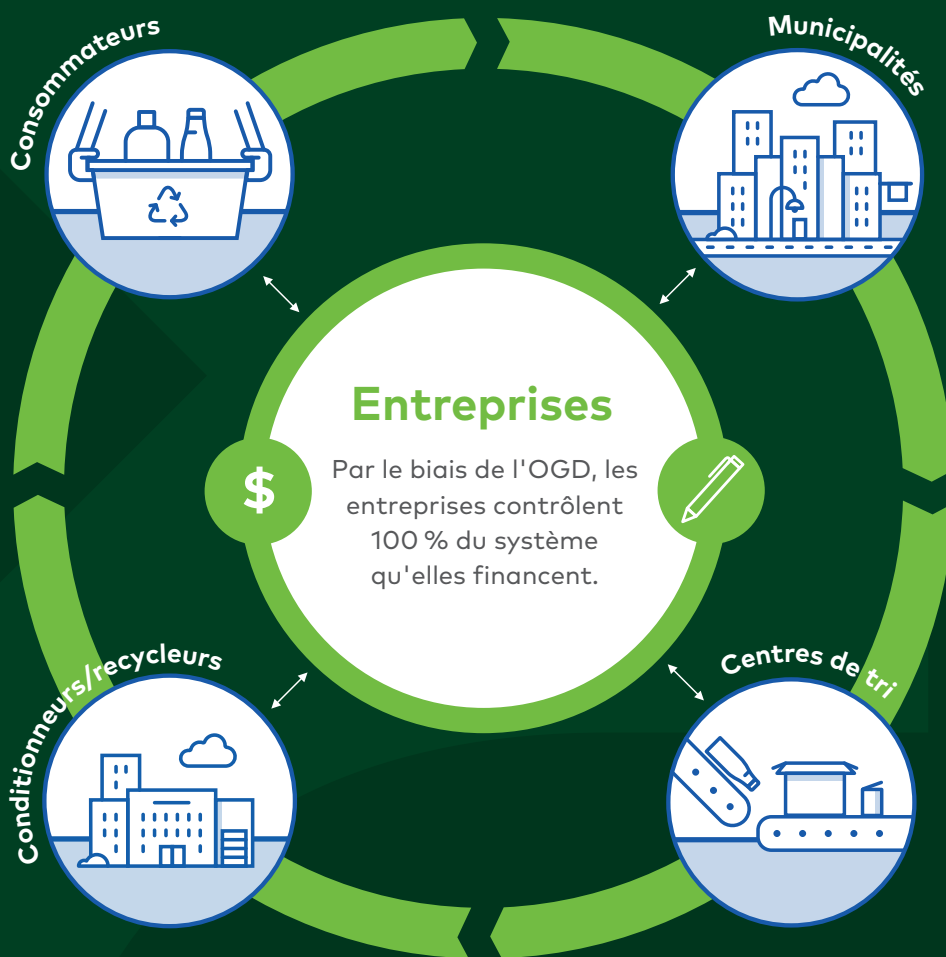 Consommateurs
Municipalités
Entreprises
$
Par le biais de l'OGD, les
entreprises contrôlent
100 % du système
qu'elles financent.
Conditionneurs/recycleurs
Centres de tri